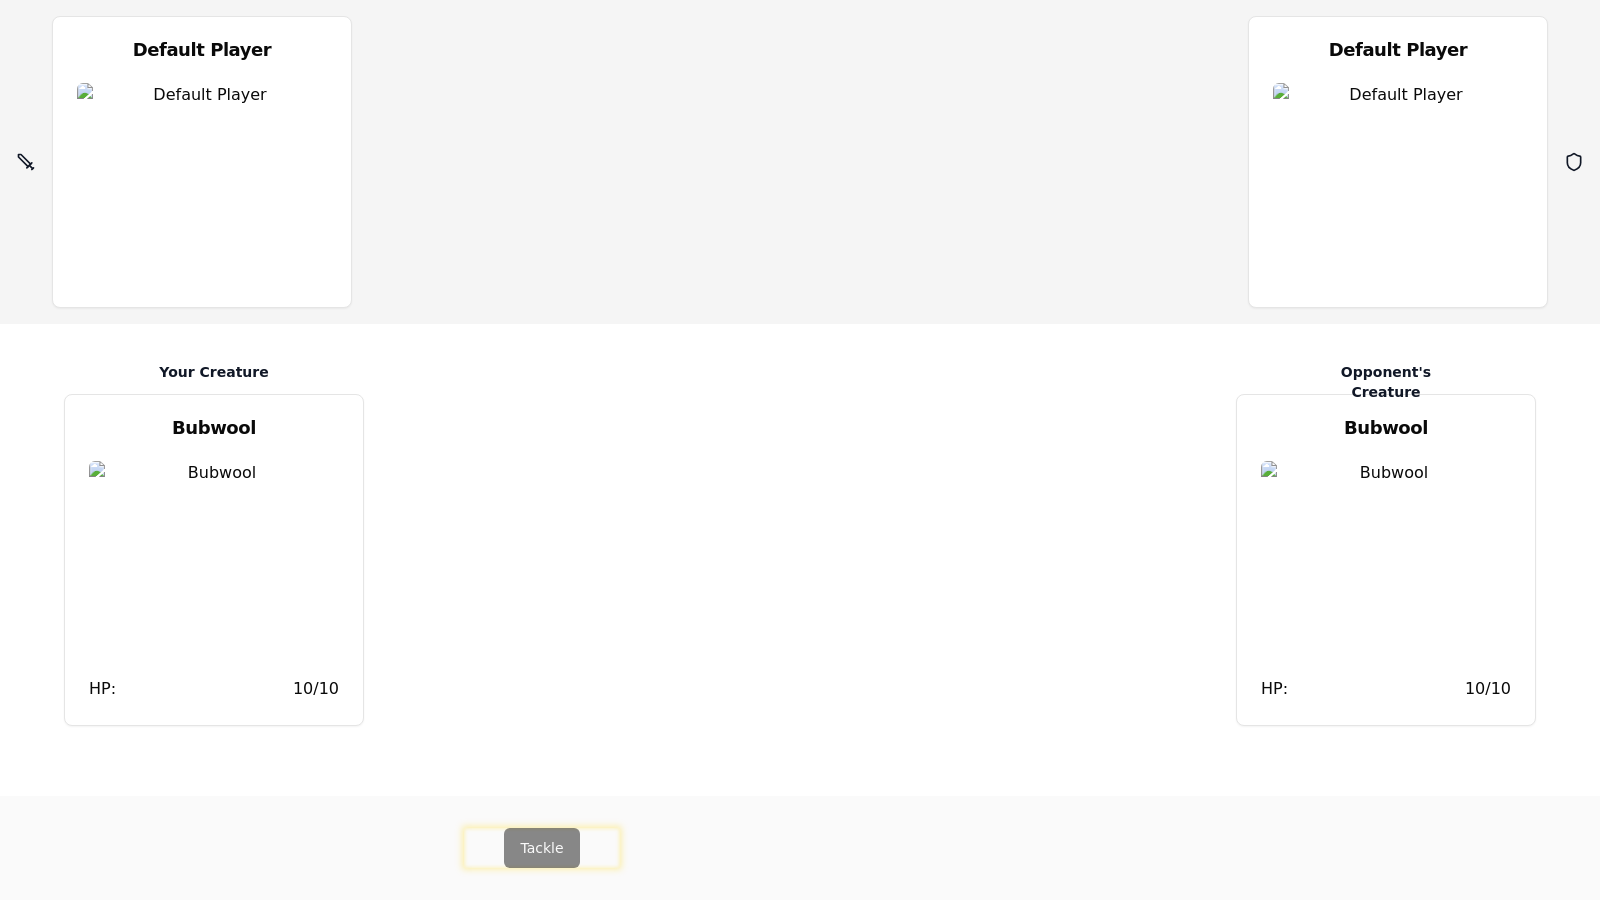 Default Player
Default Player
Default Player
Default Player
Your Creature
Opponent's
Creature
Bubwool
Bubwool
Bubwool
Bubwool
HP: 10/10
HP: 10/10
Tackle